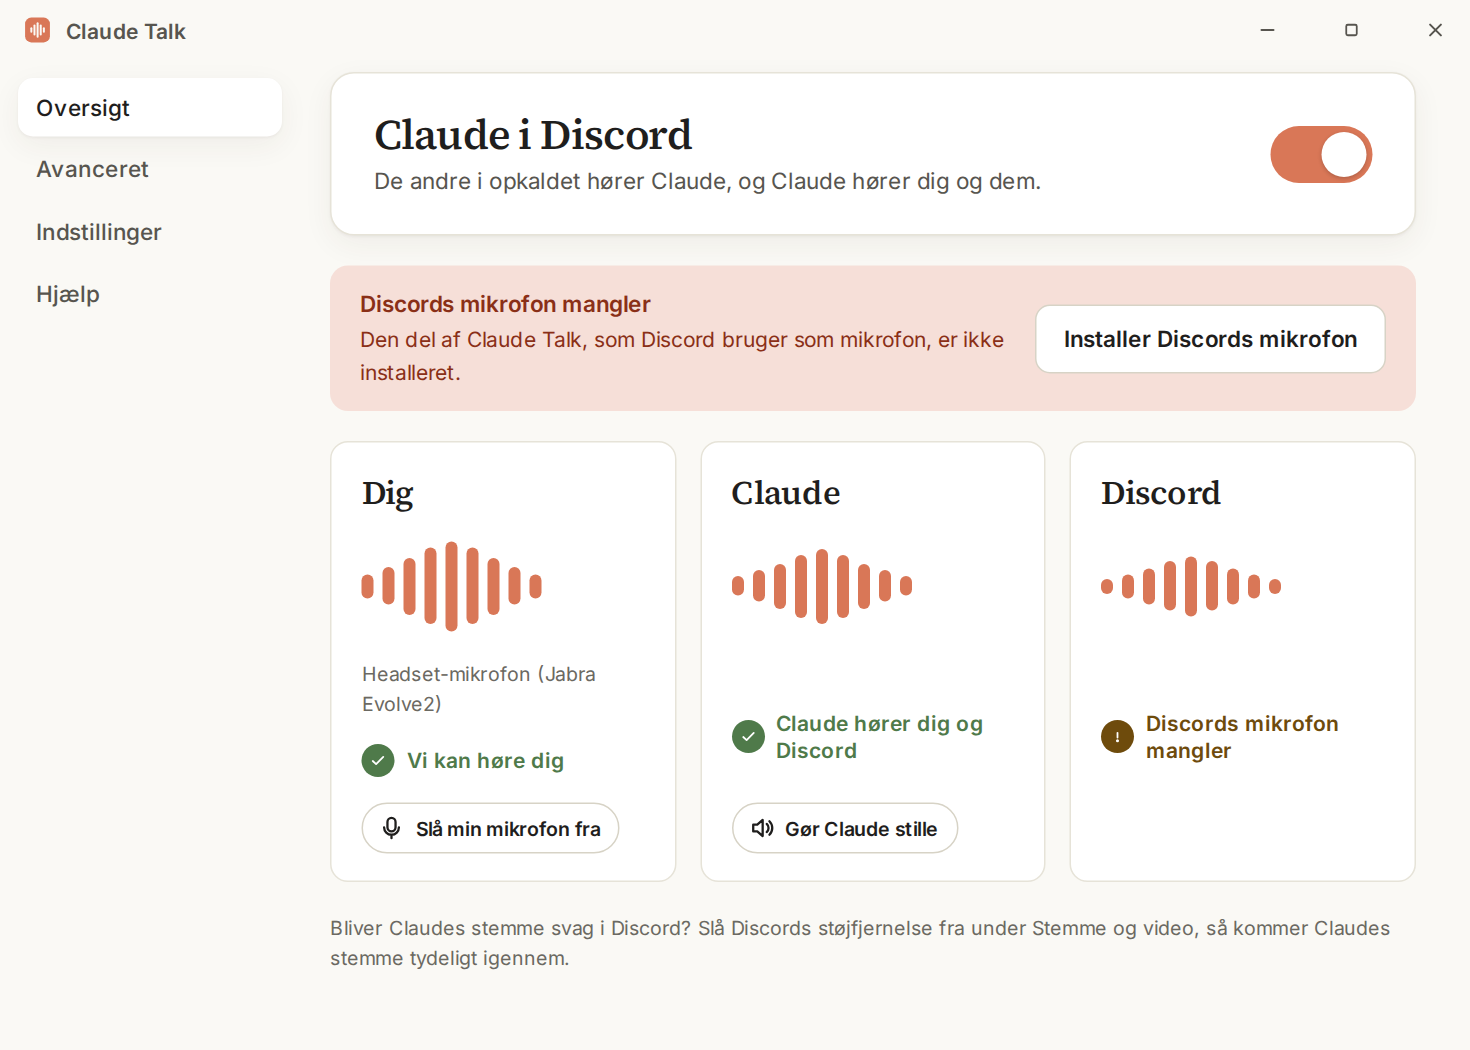 Claude Talk
Oversigt
Avanceret
Indstillinger
Hjælp
Claude i Discord
De andre i opkaldet hører Claude, og Claude hører dig og dem.
Discords mikrofon mangler
Den del af Claude Talk, som Discord bruger som mikrofon, er ikke
installeret.
Installer Discords mikrofon
Dig
Headset-mikrofon (Jabra
Evolve2)
Vi kan høre dig
Slå min mikrofon fra
Claude
Claude hører dig og
Discord
Gør Claude stille
Discord
Discords mikrofon
mangler
Bliver Claudes stemme svag i Discord? Slå Discords støjfjernelse fra under Stemme og video, så kommer Claudes
stemme tydeligt igennem.